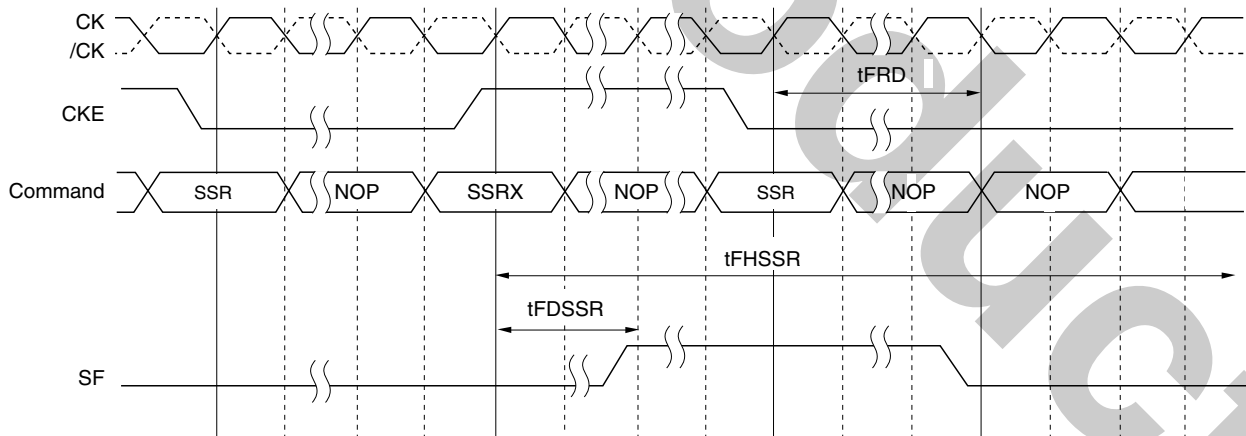 CK
/CK
tFRD
CKE
Command
SSR
NOP
SSRX
NOP
SSR
NOP
NOP
tFHSSR
tFDSSR
SF